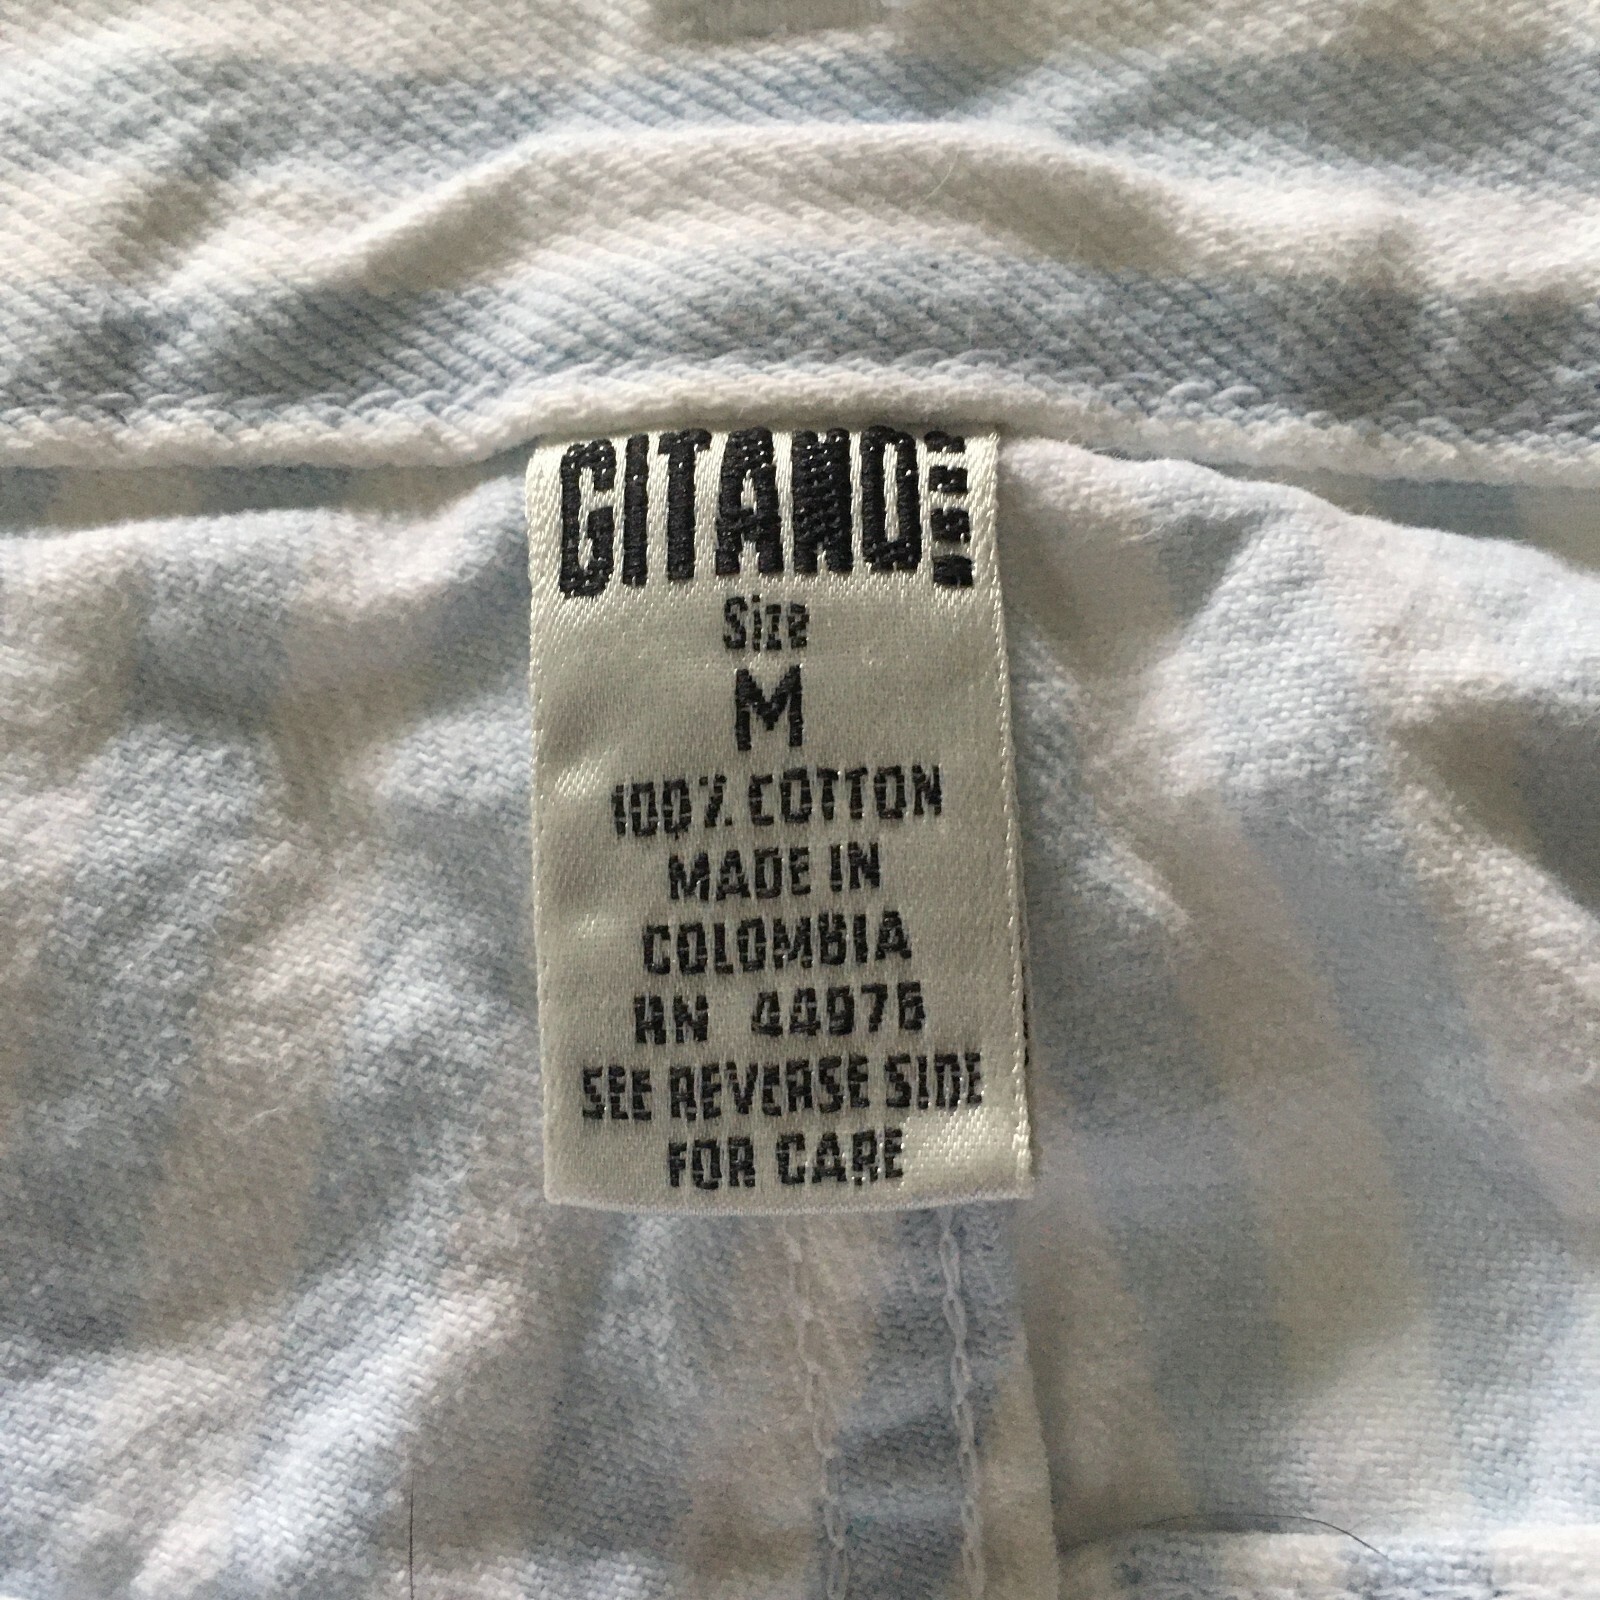 GITANO
Size
M
100% COTTON
MADE IN
COLOMBIA
RN 44976
SEE REVERSE SIDE
FOR CARE